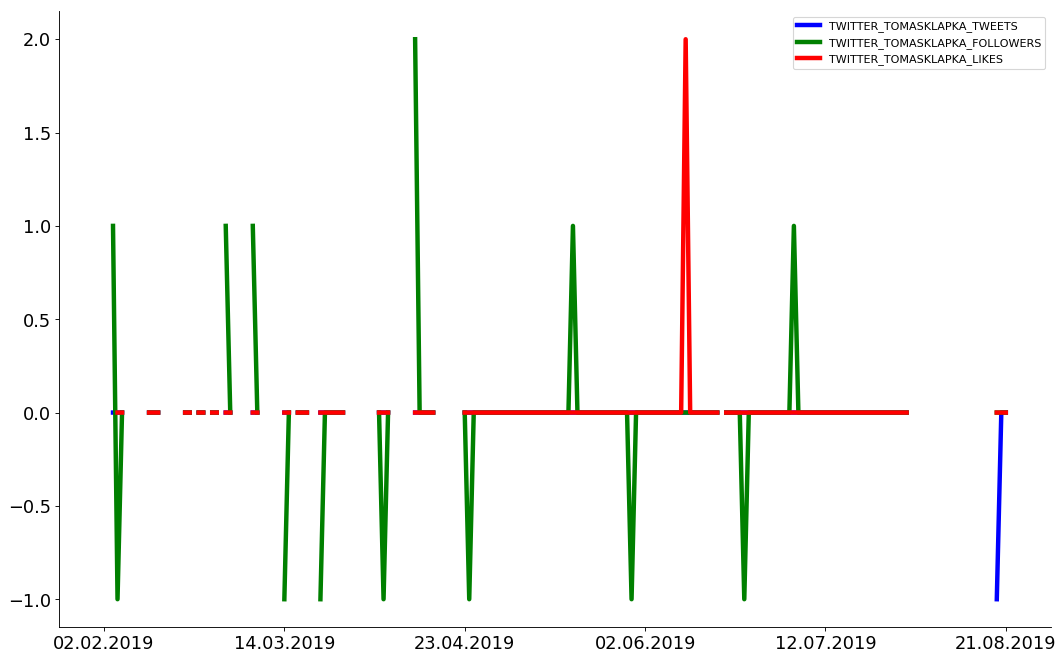 TWITTER_TOMASKLAPKA_TWEETS
TWITTER_TOMASKLAPKA_FOLLOWERS
TWITTER_TOMASKLAPKA_LIKES
2.0
1.5
1.0
0.5
0.0
−0.5
−1.0
02.02.2019 14.03.2019 23.04.2019 02.06.2019 12.07.2019 21.08.2019